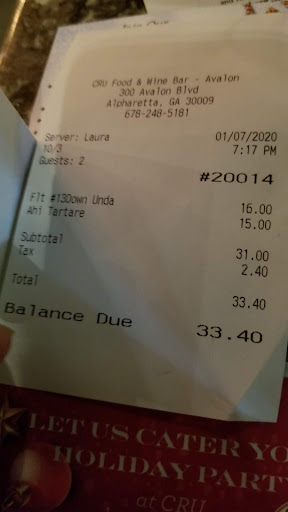 CRU Food & Wine Bar - Avalon
300 Avalon Blvd
Alpharetta, GA 30009
678-248-5181
Server: Laura 01/07/2020
10/3 7:17 PM
Guests: 2
#20014
Flt #13Down Unda 16.00
Ahi Tartare 15.00
Subtotal 31.00
Tax 2.40
Total 33.40
Balance Due 33.40
LET US CATER YO
HOLIDAY PART
at CRU